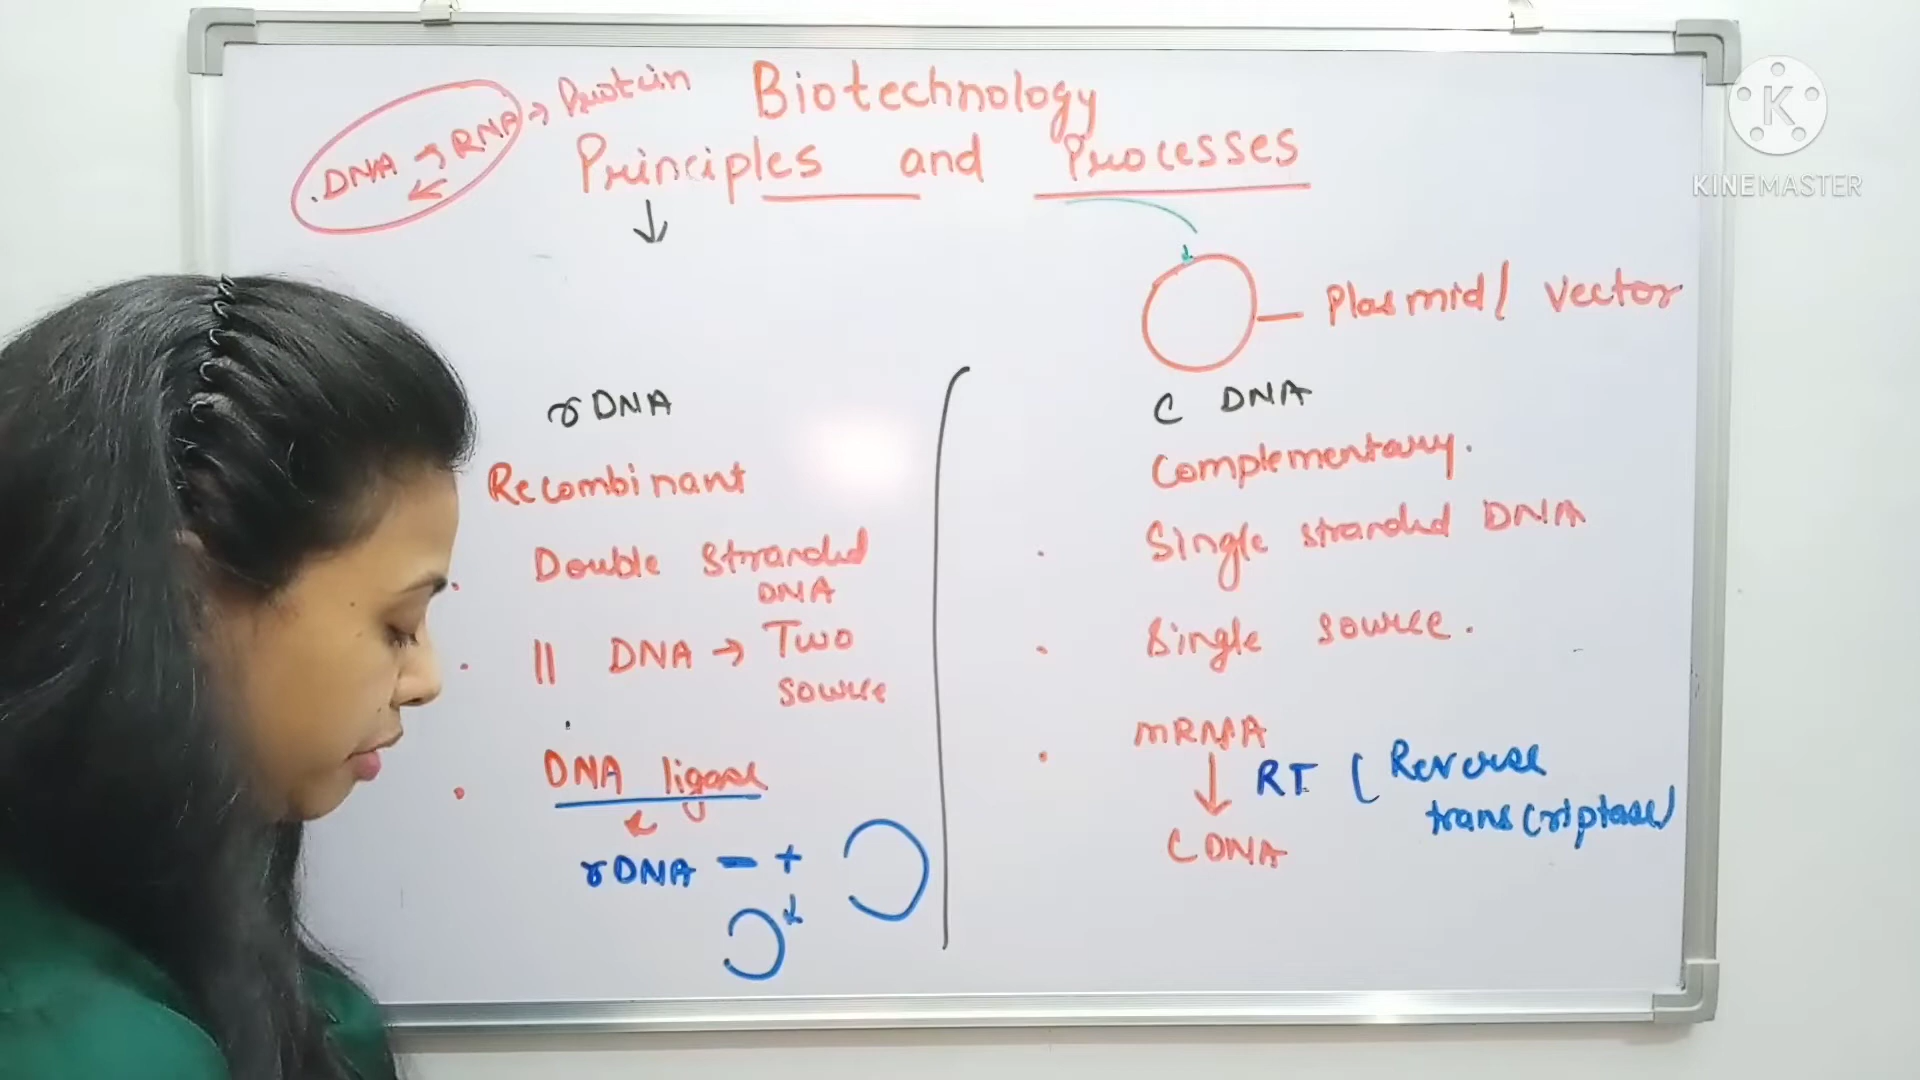 DNA → RNA → Protein
←
Biotechnology
Principles and Processes
↓
Plasmid / Vector
rDNA
Recombinant
. Double stranded
DNA
. || DNA → Two
source
. DNA ligase
rDNA - +
C DNA
Complementary.
. Single stranded DNA
. Single source.
. mRNA
↓ RT ( Reverse
transcriptase)
CDNA
K
KINEMASTER